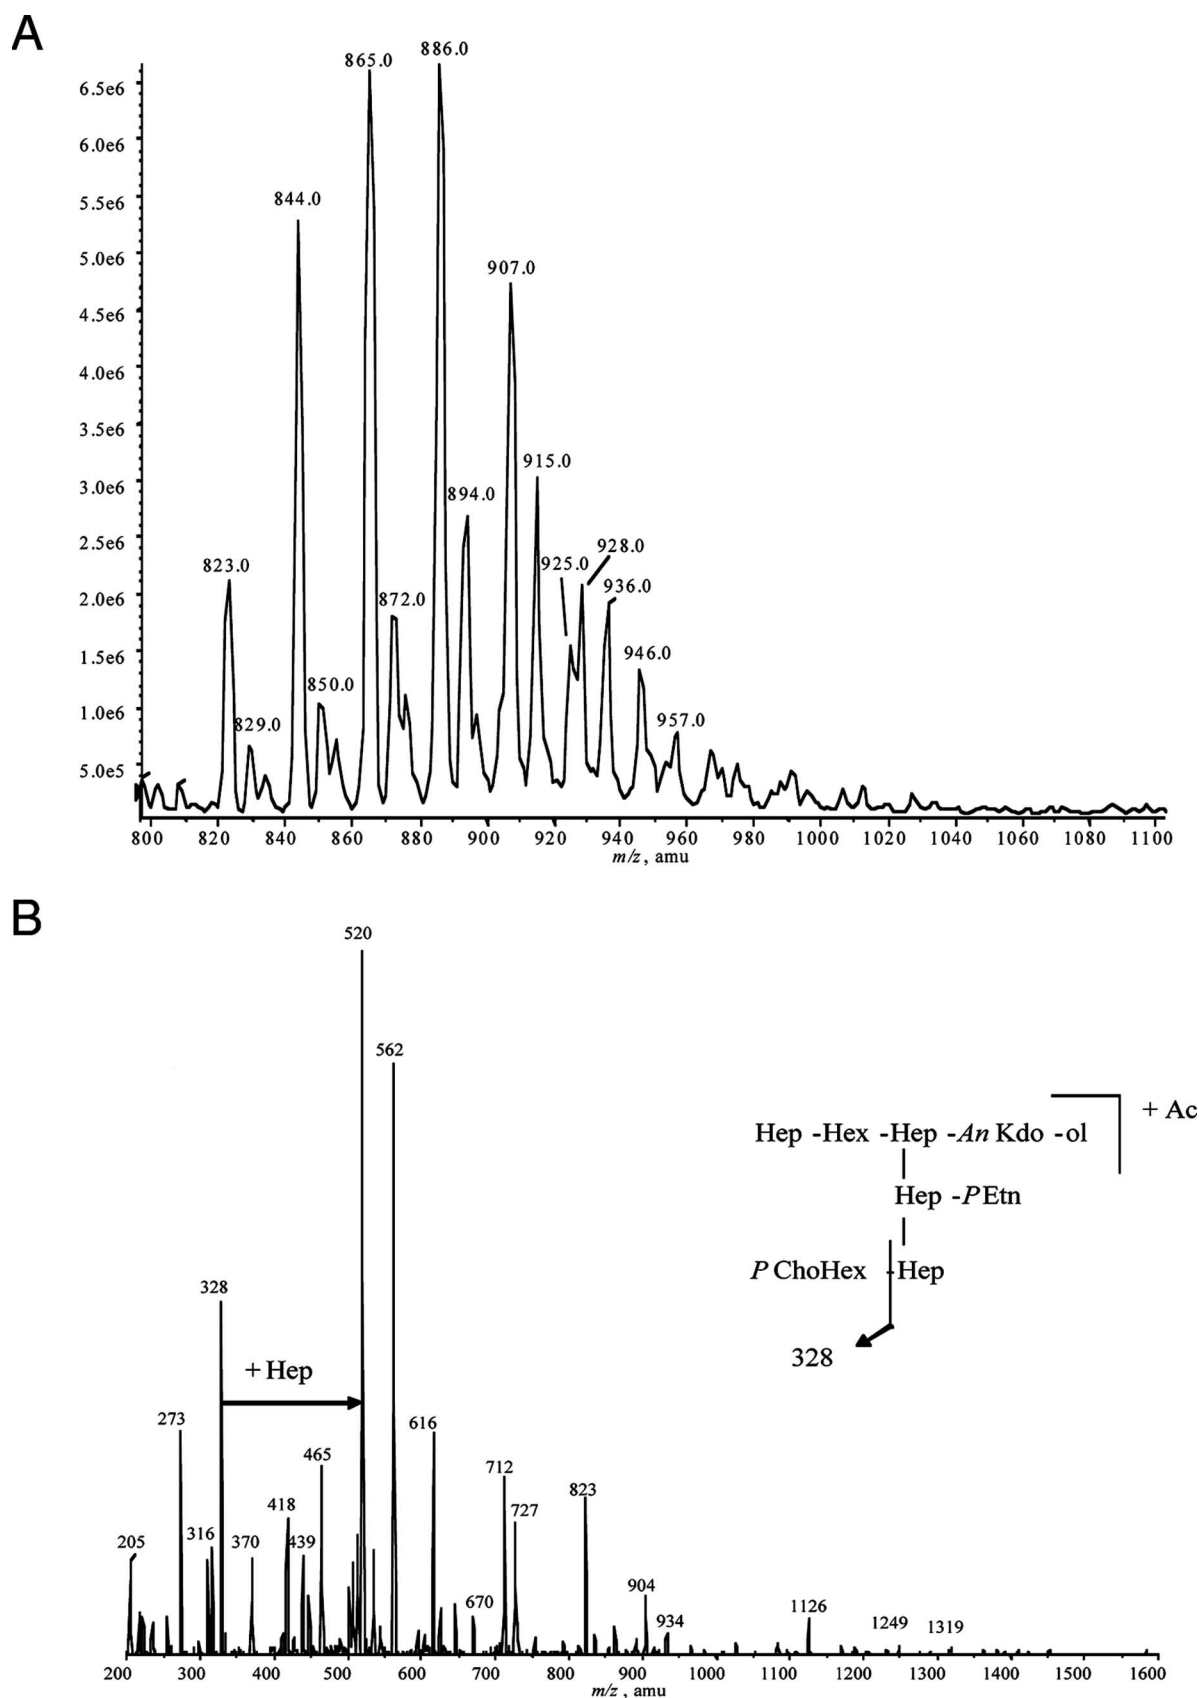 A
886.0
865.0
6.5e6
6.0e6
844.0
5.5e6
5.0e6
907.0
4.5e6
4.0e6
3.5e6
915.0
3.0e6
894.0
2.5e6
928.0
925.0
823.0
936.0
2.0e6
872.0
946.0
1.5e6
850.0
957.0
1.0e6
829.0
5.0e5
800 820 840 860 880 900 920 940 960 980 1000 1020 1040 1060 1080 1100
m/z , amu
B
520
562
+ Ac
Hep -Hex -Hep -An Kdo -ol
Hep -PEtn
P ChoHex -Hep
328
328
+ Hep
273
616
465
712
823
418
727
205
316
370
439
904
670
934
1126
1249
1319
200 300 400 500 600 700 800 900 1000 1100 1200 1300 1400 1500 1600
m/z , amu